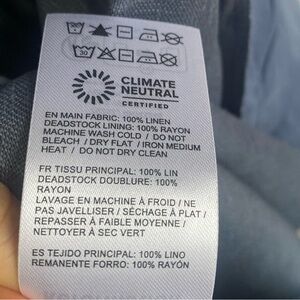 30
CLIMATE
NEUTRAL
CERTIFIED
EN MAIN FABRIC: 100% LINEN
DEADSTOCK LINING: 100% RAYON
MACHINE WASH COLD / DO NOT
BLEACH / DRY FLAT / IRON MEDIUM
HEAT / DO NOT DRY CLEAN
FR TISSU PRINCIPAL: 100% LIN
DEADSTOCK DOUBLURE: 100%
RAYON
LAVAGE EN MACHINE À FROID / NE
PAS JAVELLISER / SÉCHAGE À PLAT /
REPASSER À FAIBLE MOYENNE /
NETTOYER À SEC VERT
ES TEJIDO PRINCIPAL: 100% LINO
REMANENTE FORRO: 100% RAYÓN